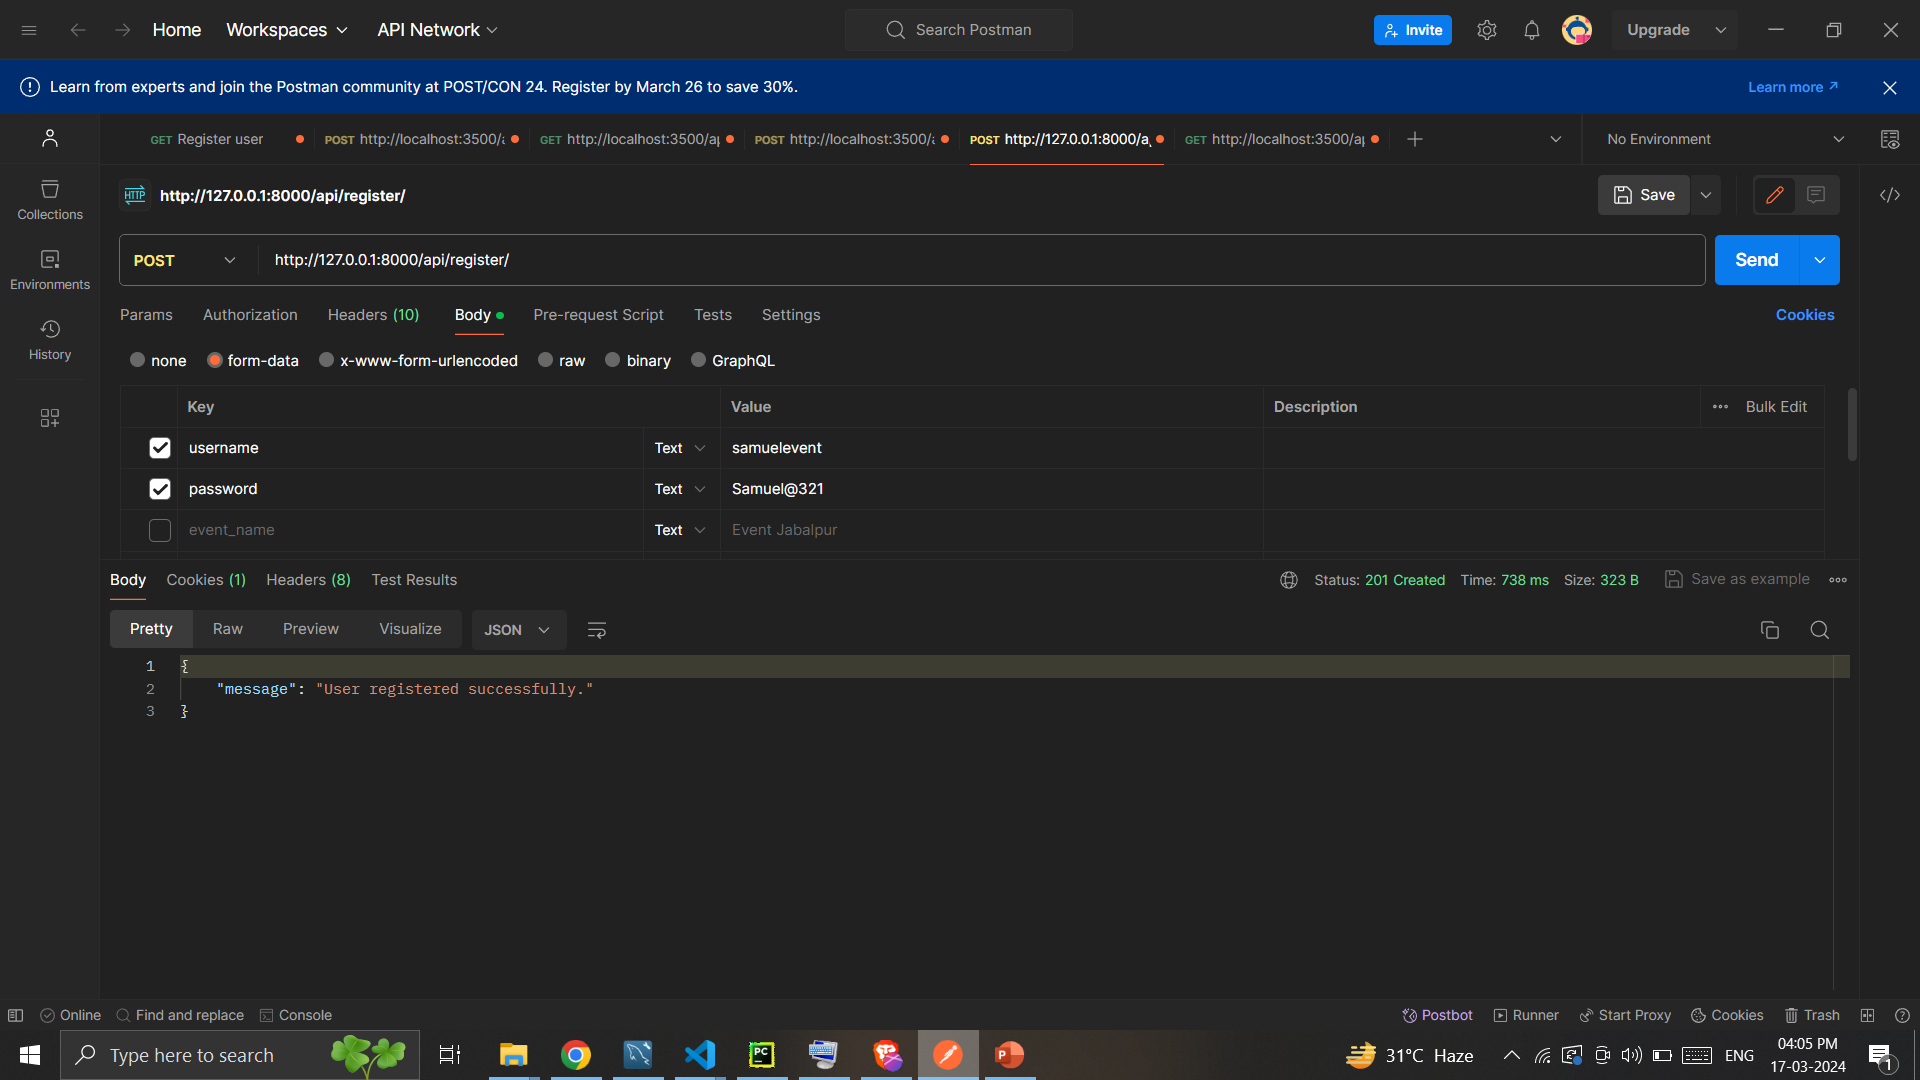 Home Workspaces API Network Search Postman Invite Upgrade
Learn from experts and join the Postman community at POST/CON 24. Register by March 26 to save 30%. Learn more
GET Register user POST http://localhost:3500/a GET http://localhost:3500/ap POST http://localhost:3500/a POST http://127.0.0.1:8000/a GET http://localhost:3500/ap No Environment
HTTP http://127.0.0.1:8000/api/register/ Save
Collections
Environments
History
POST http://127.0.0.1:8000/api/register/ Send
Params Authorization Headers (10) Body Pre-request Script Tests Settings Cookies
none form-data x-www-form-urlencoded raw binary GraphQL
Key Value Description Bulk Edit
username Text samuelevent
password Text Samuel@321
event_name Text Event Jabalpur
Body Cookies (1) Headers (8) Test Results Status: 201 Created Time: 738 ms Size: 323 B Save as example
Pretty Raw Preview Visualize JSON
1 {
2 "message": "User registered successfully."
3 }
Online Find and replace Console Postbot Runner Start Proxy Cookies Trash
Type here to search PC 31°C Haze ENG 04:05 PM
17-03-2024 1